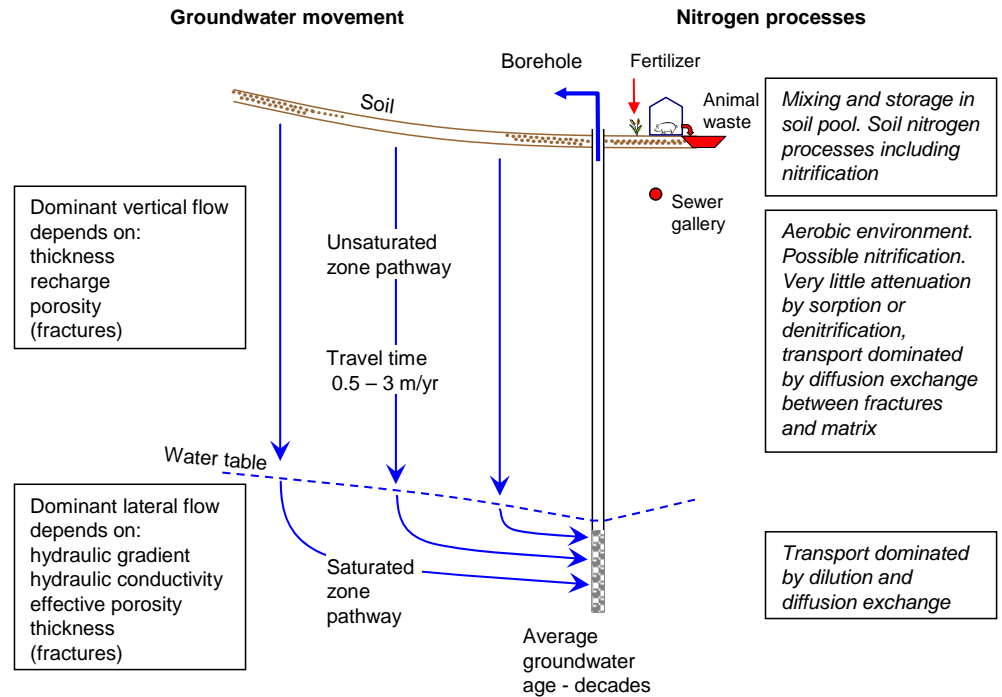 Groundwater movement
Nitrogen processes
Borehole
Fertilizer
Soil
Animal
waste
Mixing and storage in
soil pool. Soil nitrogen
processes including
nitrification
Sewer
gallery
Dominant vertical flow
depends on:
thickness
recharge
porosity
(fractures)
Unsaturated
zone pathway
Aerobic environment.
Possible nitrification.
Very little attenuation
by sorption or
denitrification,
transport dominated
by diffusion exchange
between fractures
and matrix
Travel time
0.5 – 3 m/yr
Water table
Dominant lateral flow
depends on:
hydraulic gradient
hydraulic conductivity
effective porosity
thickness
(fractures)
Saturated
zone
pathway
Transport dominated
by dilution and
diffusion exchange
Average
groundwater
age - decades